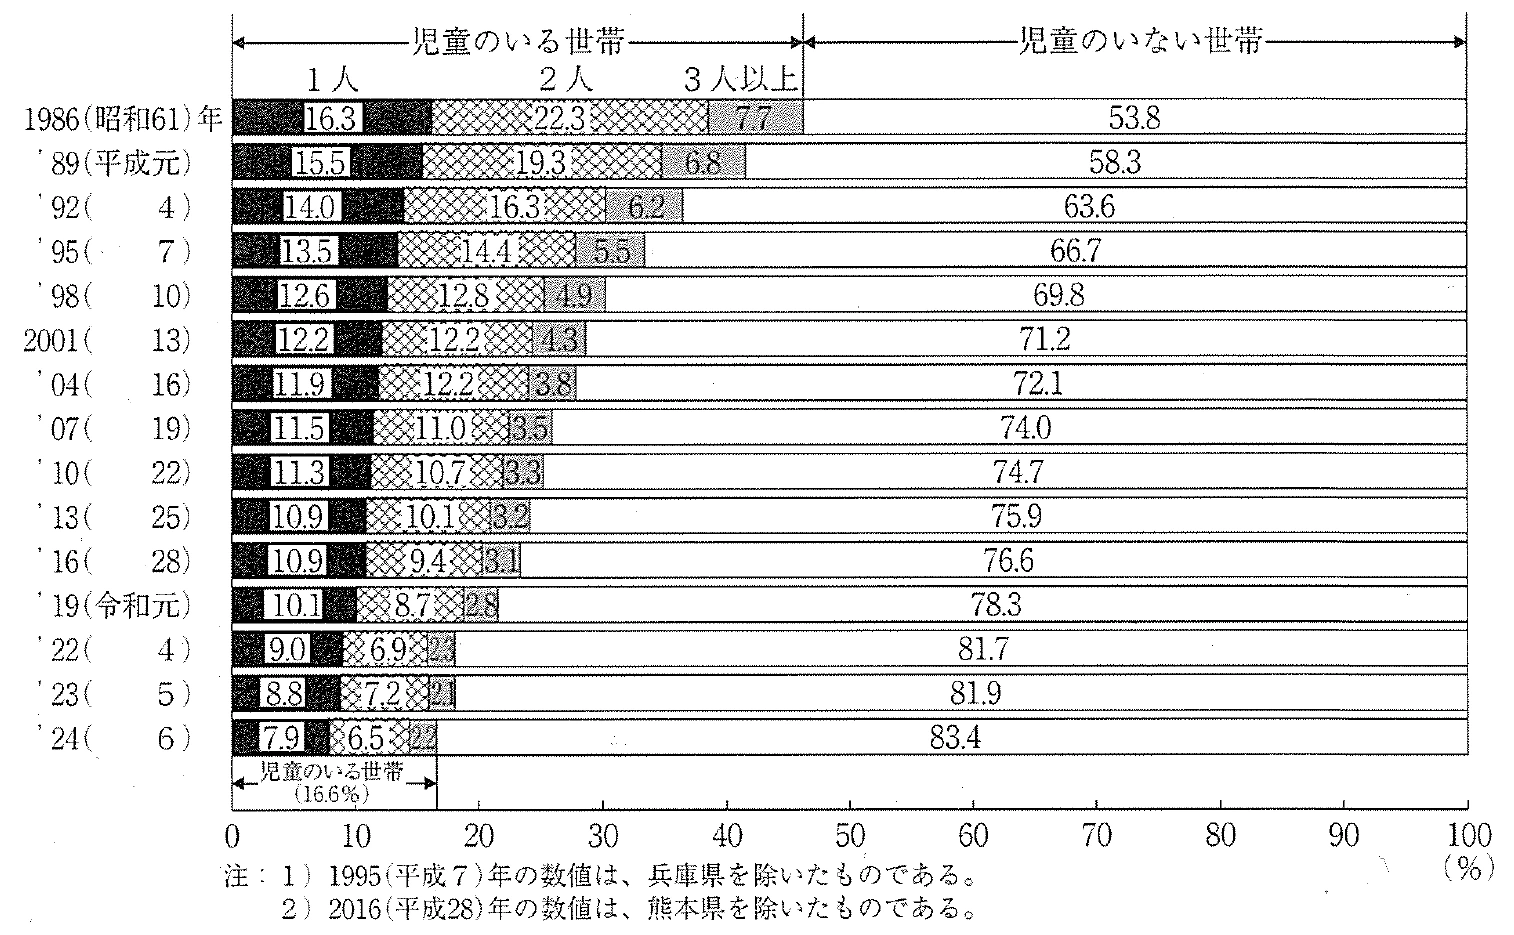 児童のいる世帯 児童のいない世帯
1人 2人 3人以上
1986(昭和61)年 16.3 22.3 7.7 53.8
'89(平成元) 15.5 19.3 6.8 58.3
'92( 4) 14.0 16.3 6.2 63.6
'95( 7) 13.5 14.4 5.5 66.7
'98( 10) 12.6 12.8 4.9 69.8
2001( 13) 12.2 12.2 4.3 71.2
'04( 16) 11.9 12.2 3.8 72.1
'07( 19) 11.5 11.0 3.5 74.0
'10( 22) 11.3 10.7 3.3 74.7
'13( 25) 10.9 10.1 3.2 75.9
'16( 28) 10.9 9.4 3.1 76.6
'19(令和元) 10.1 8.7 2.8 78.3
'22( 4) 9.0 6.9 2.3 81.7
'23( 5) 8.8 7.2 2.1 81.9
'24( 6) 7.9 6.5 2.2 83.4
児童のいる世帯
(16.6%)
0 10 20 30 40 50 60 70 80 90 100
(%)
注：1）1995(平成7)年の数値は、兵庫県を除いたものである。
2）2016(平成28)年の数値は、熊本県を除いたものである。